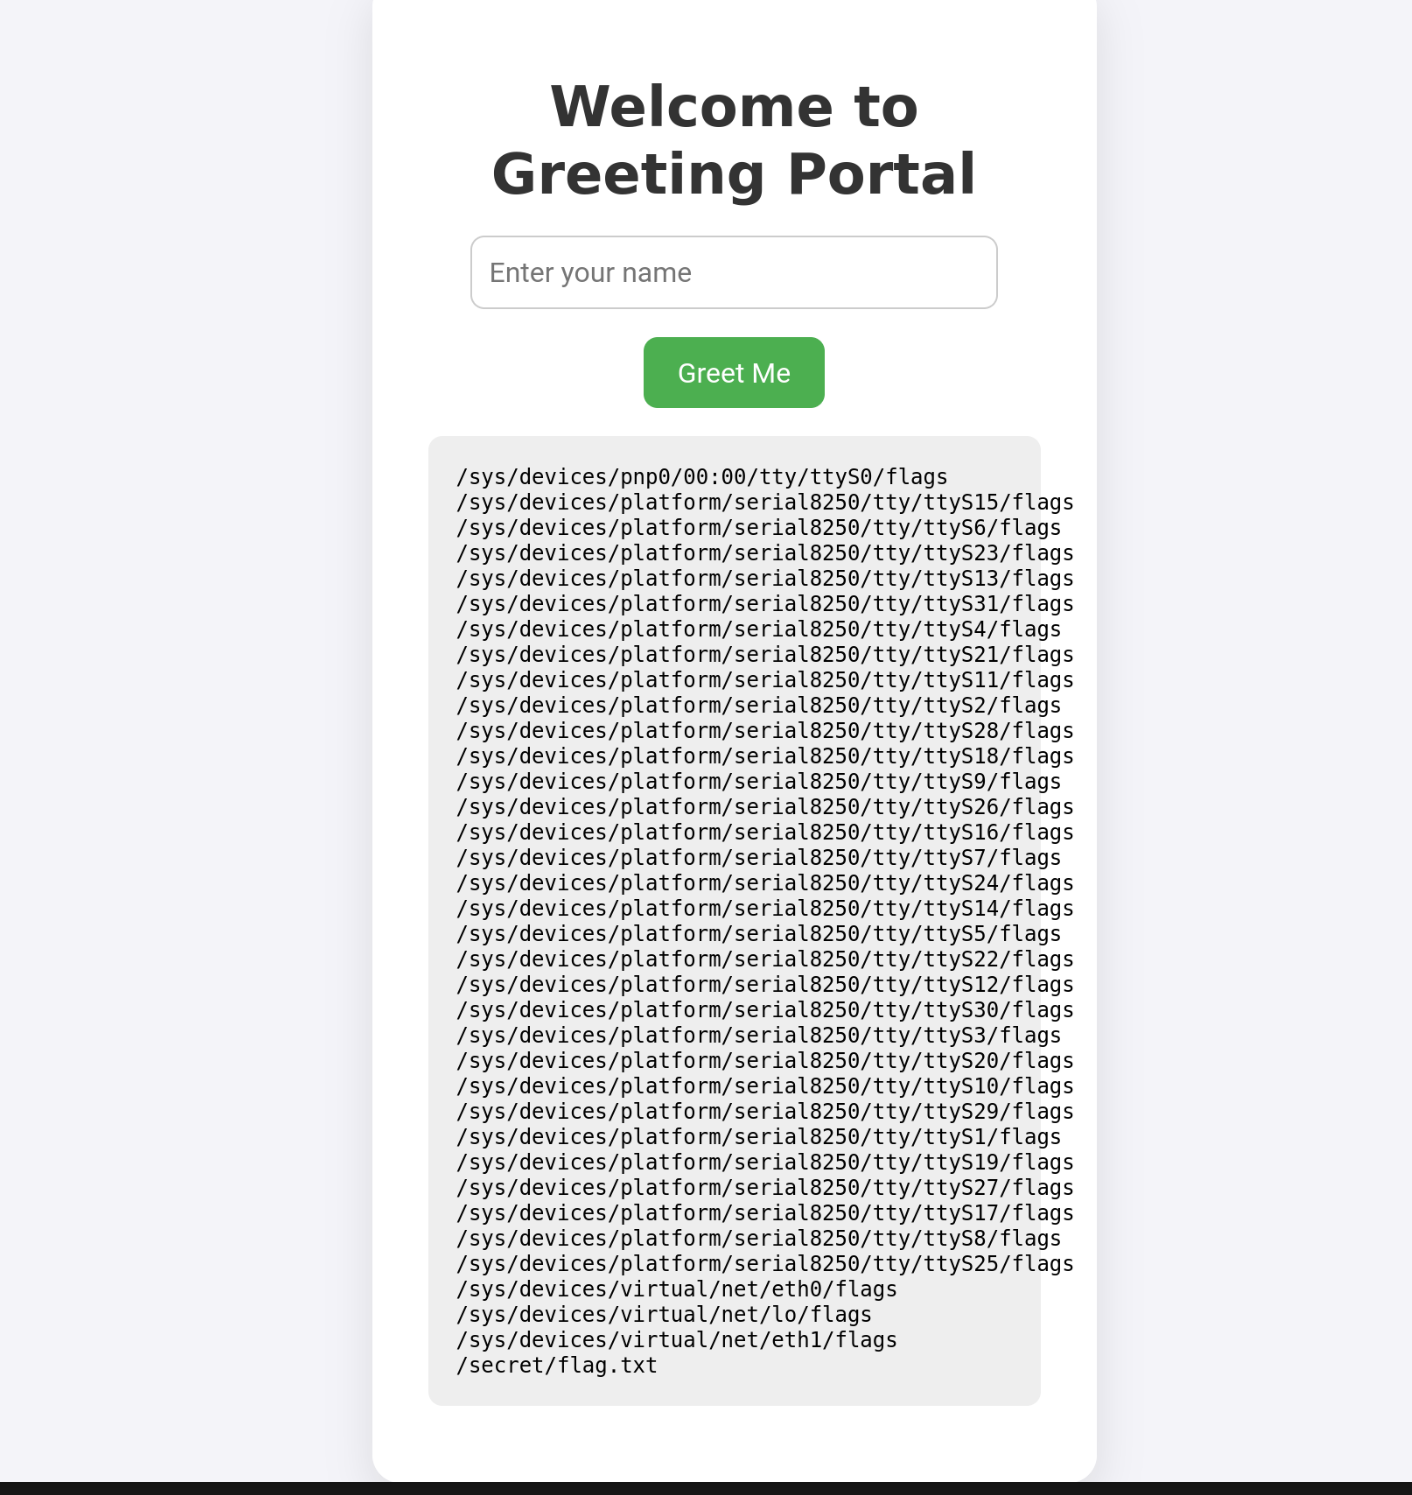 Welcome to
Greeting Portal
Enter your name
Greet Me
/sys/devices/pnp0/00:00/tty/ttyS0/flags
/sys/devices/platform/serial8250/tty/ttyS15/flags
/sys/devices/platform/serial8250/tty/ttyS6/flags
/sys/devices/platform/serial8250/tty/ttyS23/flags
/sys/devices/platform/serial8250/tty/ttyS13/flags
/sys/devices/platform/serial8250/tty/ttyS31/flags
/sys/devices/platform/serial8250/tty/ttyS4/flags
/sys/devices/platform/serial8250/tty/ttyS21/flags
/sys/devices/platform/serial8250/tty/ttyS11/flags
/sys/devices/platform/serial8250/tty/ttyS2/flags
/sys/devices/platform/serial8250/tty/ttyS28/flags
/sys/devices/platform/serial8250/tty/ttyS18/flags
/sys/devices/platform/serial8250/tty/ttyS9/flags
/sys/devices/platform/serial8250/tty/ttyS26/flags
/sys/devices/platform/serial8250/tty/ttyS16/flags
/sys/devices/platform/serial8250/tty/ttyS7/flags
/sys/devices/platform/serial8250/tty/ttyS24/flags
/sys/devices/platform/serial8250/tty/ttyS14/flags
/sys/devices/platform/serial8250/tty/ttyS5/flags
/sys/devices/platform/serial8250/tty/ttyS22/flags
/sys/devices/platform/serial8250/tty/ttyS12/flags
/sys/devices/platform/serial8250/tty/ttyS30/flags
/sys/devices/platform/serial8250/tty/ttyS3/flags
/sys/devices/platform/serial8250/tty/ttyS20/flags
/sys/devices/platform/serial8250/tty/ttyS10/flags
/sys/devices/platform/serial8250/tty/ttyS29/flags
/sys/devices/platform/serial8250/tty/ttyS1/flags
/sys/devices/platform/serial8250/tty/ttyS19/flags
/sys/devices/platform/serial8250/tty/ttyS27/flags
/sys/devices/platform/serial8250/tty/ttyS17/flags
/sys/devices/platform/serial8250/tty/ttyS8/flags
/sys/devices/platform/serial8250/tty/ttyS25/flags
/sys/devices/virtual/net/eth0/flags
/sys/devices/virtual/net/lo/flags
/sys/devices/virtual/net/eth1/flags
/secret/flag.txt